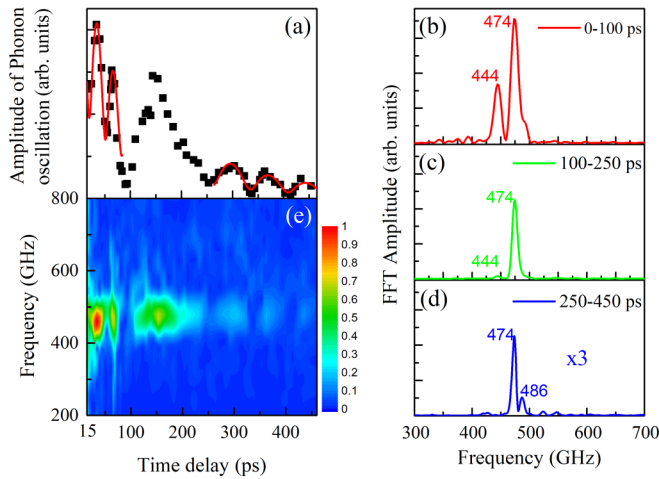 (a)
Amplitude of Phonon
oscillation (arb. units)
800
(e)
600
400
200
Frequency (GHz)
1
0.9
0.8
0.7
0.6
0.5
0.4
0.3
0.2
0.1
0
15 100 200 300 400
Time delay (ps)
(b)
474
0-100 ps
444
(c)
100-250 ps
474
444
(d)
250-450 ps
474
x3
486
FFT Amplitude (arb. units)
300 400 500 600 700
Frequency (GHz)